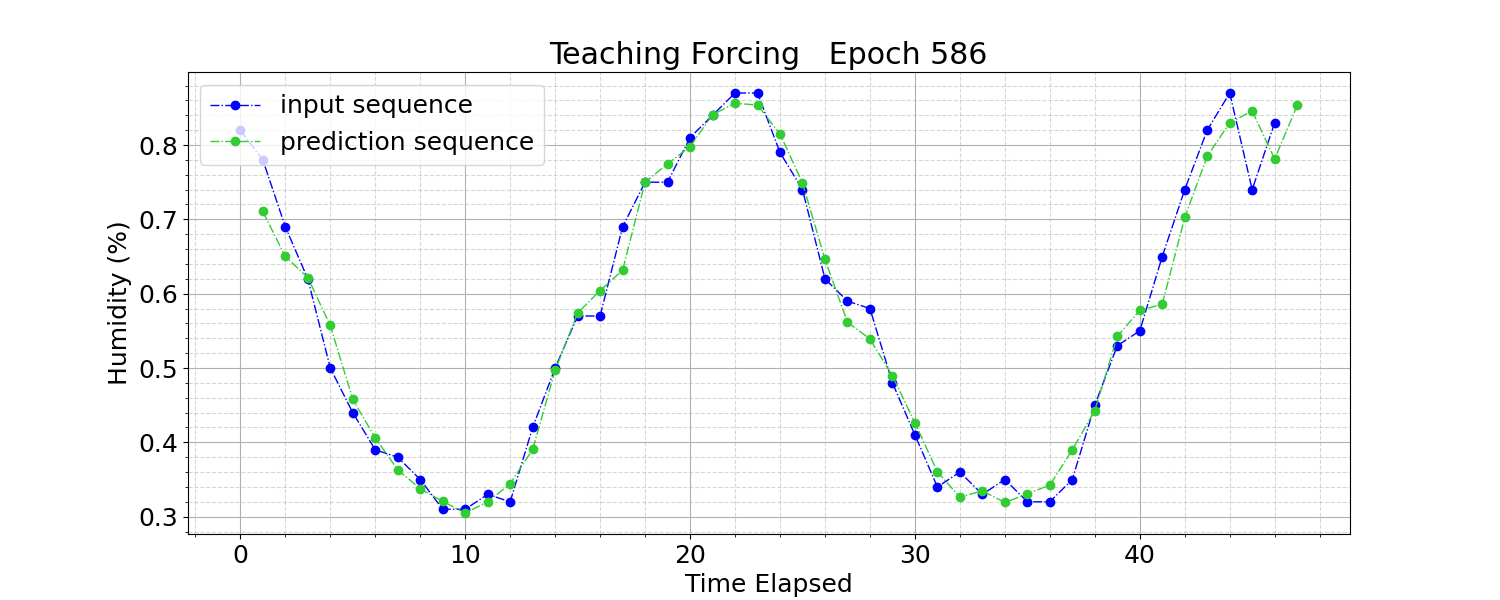 Teaching Forcing   Epoch 586
input sequence
prediction sequence
Humidity (%)
0.8
0.7
0.6
0.5
0.4
0.3
0 10 20 30 40
Time Elapsed